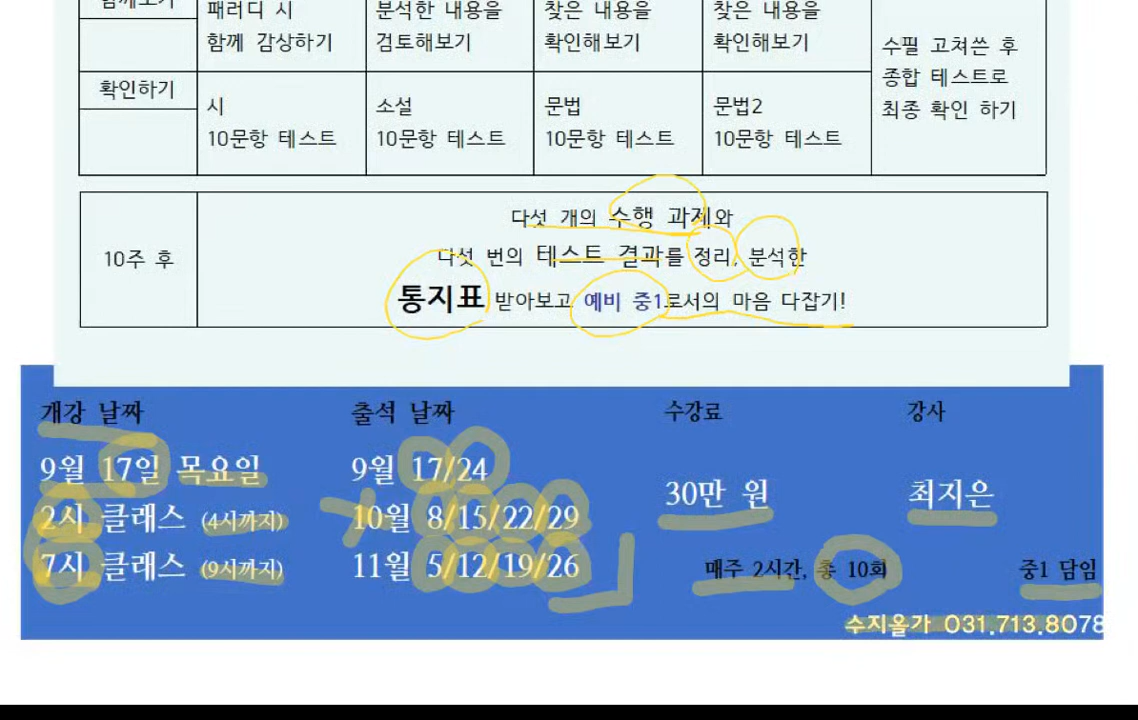 함께보기
패러디 시
함께 감상하기
분석한 내용을
검토해보기
찾은 내용을
확인해보기
찾은 내용을
확인해보기
수필 고쳐쓴 후
종합 테스트로
최종 확인 하기
확인하기
시
10문항 테스트
소설
10문항 테스트
문법
10문항 테스트
문법2
10문항 테스트
10주 후
다섯 개의 수행 과제와
다섯 번의 테스트 결과를 정리, 분석한
통지표 받아보고 예비 중1로서의 마음 다잡기!
개강 날짜
9월 17일 목요일
2시 클래스 (4시까지)
7시 클래스 (9시까지)
출석 날짜
9월 17/24
10월 8/15/22/29
11월 5/12/19/26
수강료
30만 원
매주 2시간, 총 10회
강사
최지은
중1 담임
수지올가 031.713.8078